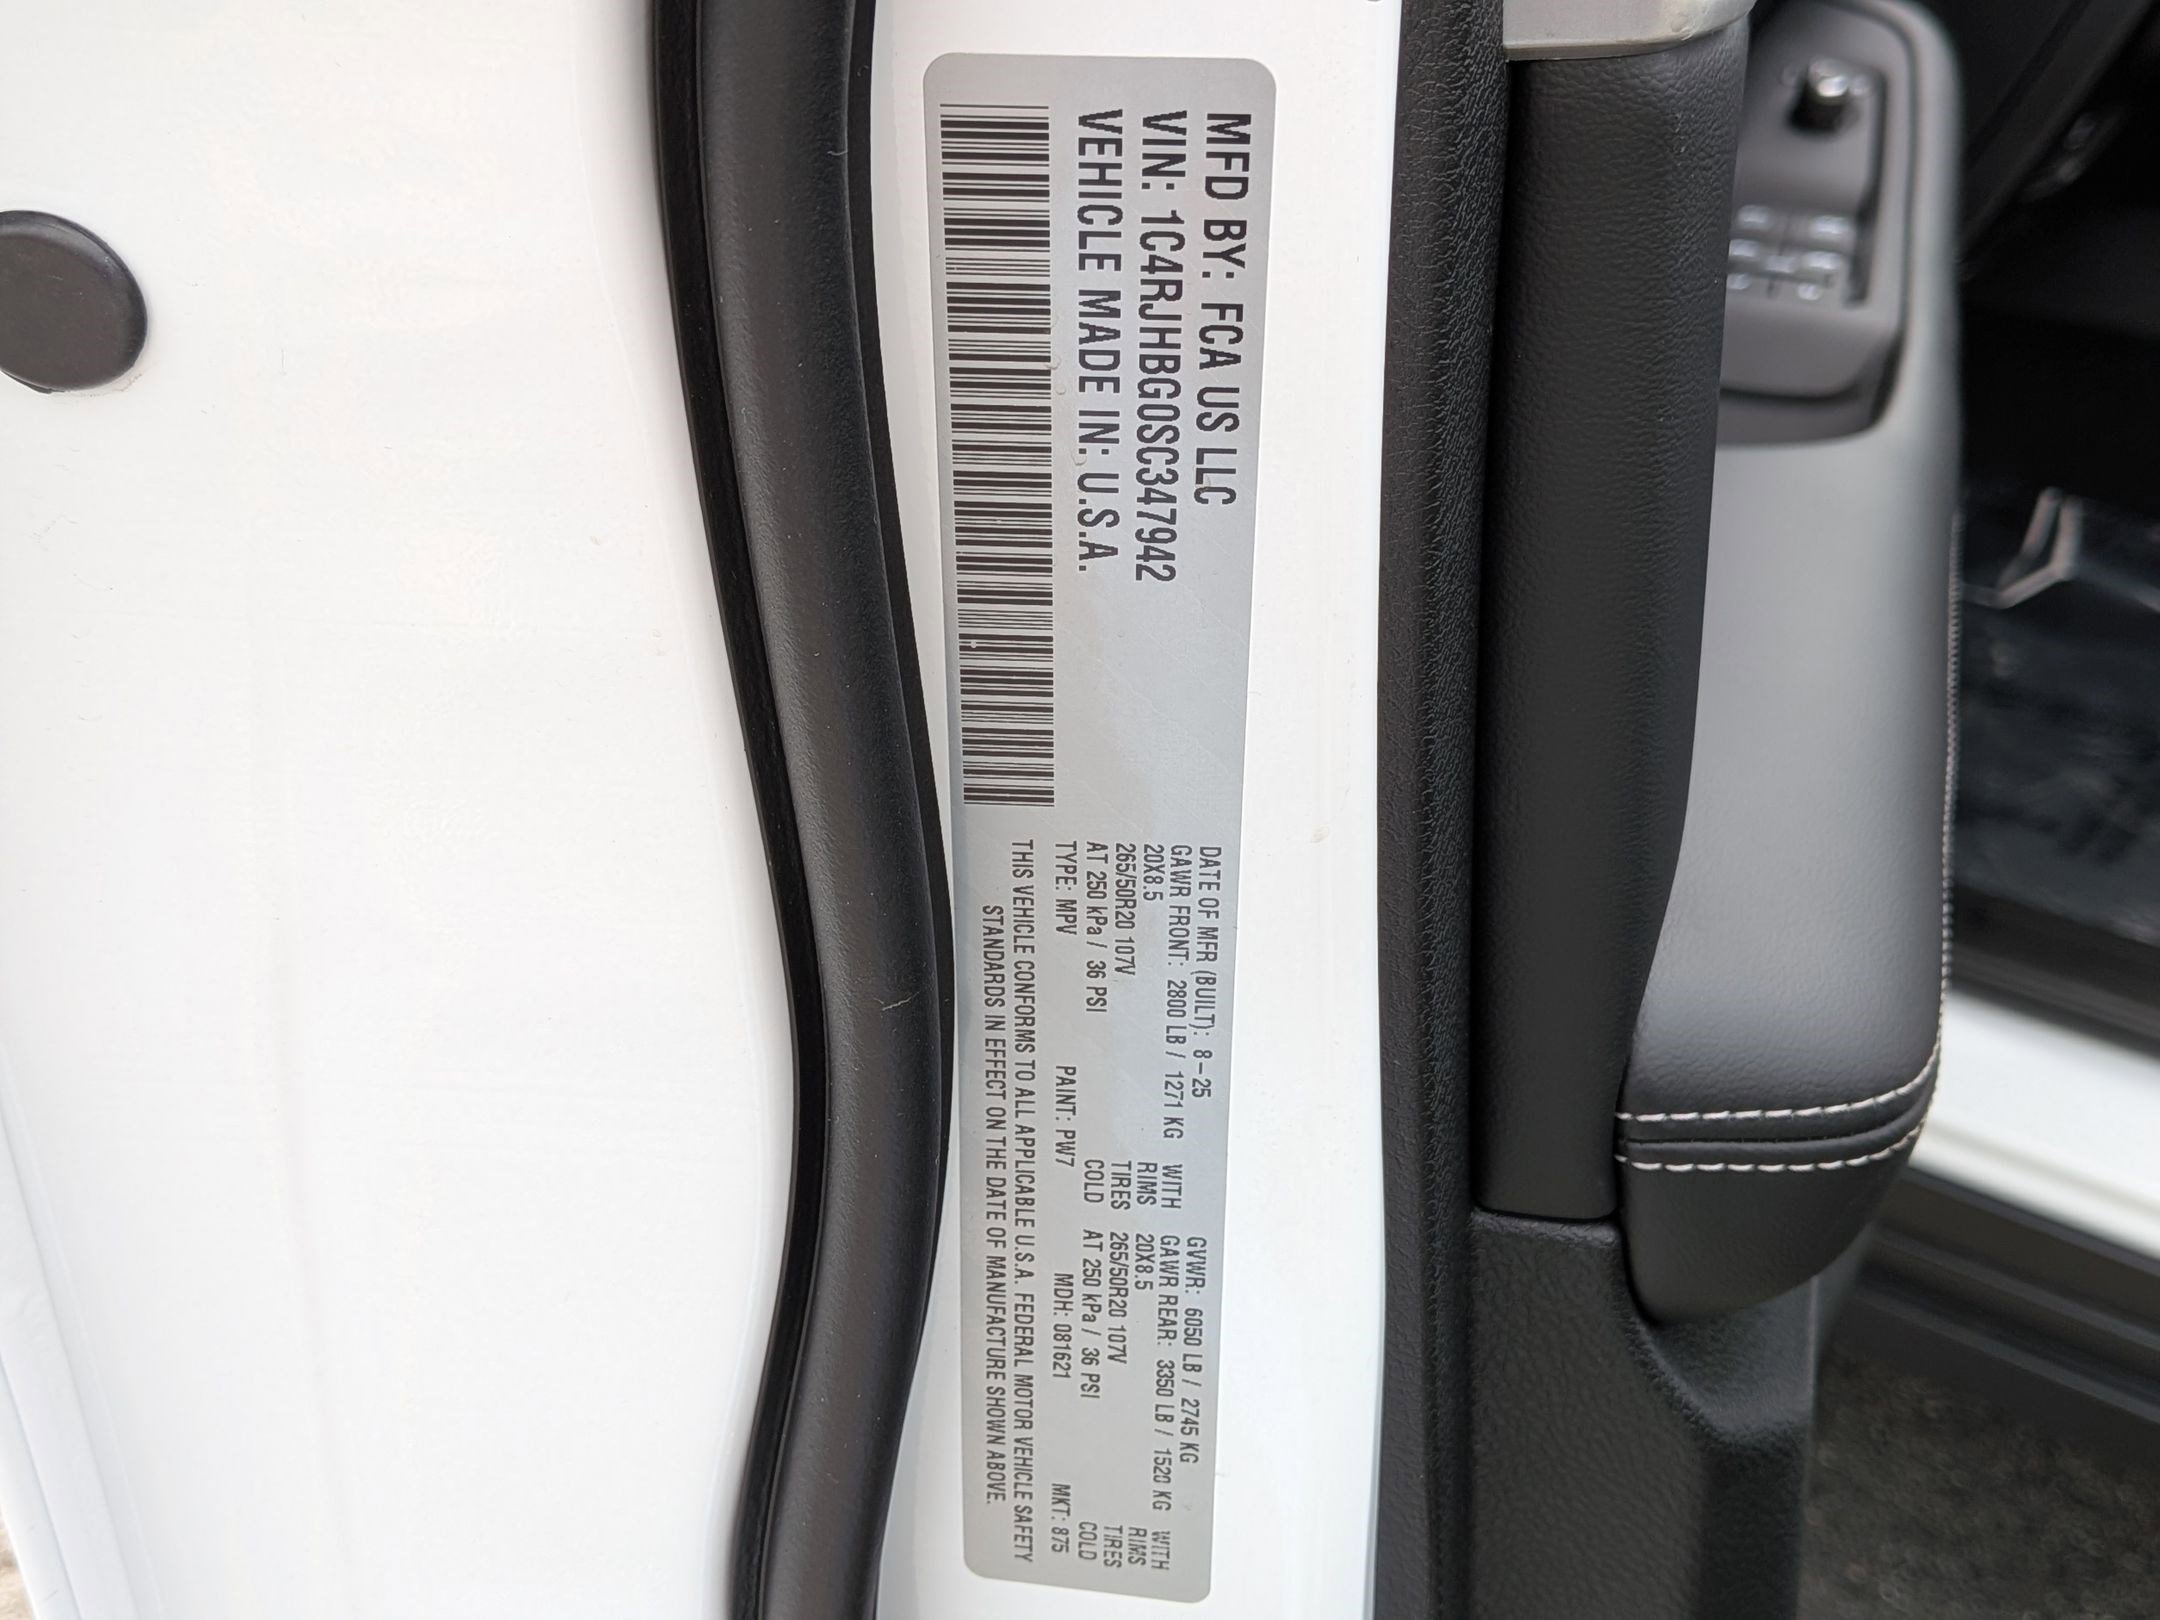 MFD BY: FCA US LLC
VIN: 1C4RJHBG0SC347942
VEHICLE MADE IN: U.S.A.
DATE OF MFR (BUILT): 8-25 GVWR: 6050 LB / 2745 KG
GAWR FRONT: 2800 LB / 1271 KG WITH GAWR REAR: 3350 LB / 1520 KG WITH
20X8.5 RIMS 20X8.5 RIMS
265/50R20 107V TIRES 265/50R20 107V TIRES
AT 250 kPa / 36 PSI COLD AT 250 kPa / 36 PSI COLD
TYPE: MPV PAINT: PW7 MDH: 081621 MKT: 875
THIS VEHICLE CONFORMS TO ALL APPLICABLE U.S.A. FEDERAL MOTOR VEHICLE SAFETY
STANDARDS IN EFFECT ON THE DATE OF MANUFACTURE SHOWN ABOVE.